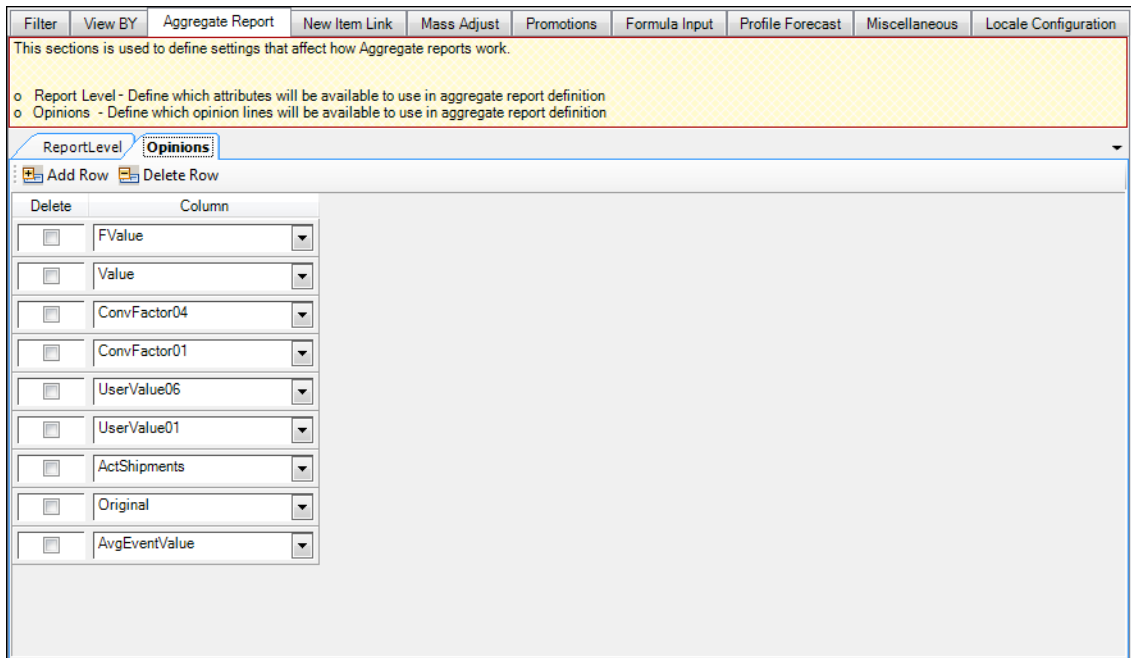 Filter View BY Aggregate Report New Item Link Mass Adjust Promotions Formula Input Profile Forecast Miscellaneous Locale Configuration
This sections is used to define settings that affect how Aggregate reports work.
o Report Level - Define which attributes will be available to use in aggregate report definition
o Opinions - Define which opinion lines will be available to use in aggregate report definition
ReportLevel Opinions
Add Row Delete Row
Delete Column
FValue
Value
ConvFactor04
ConvFactor01
UserValue06
UserValue01
ActShipments
Original
AvgEventValue